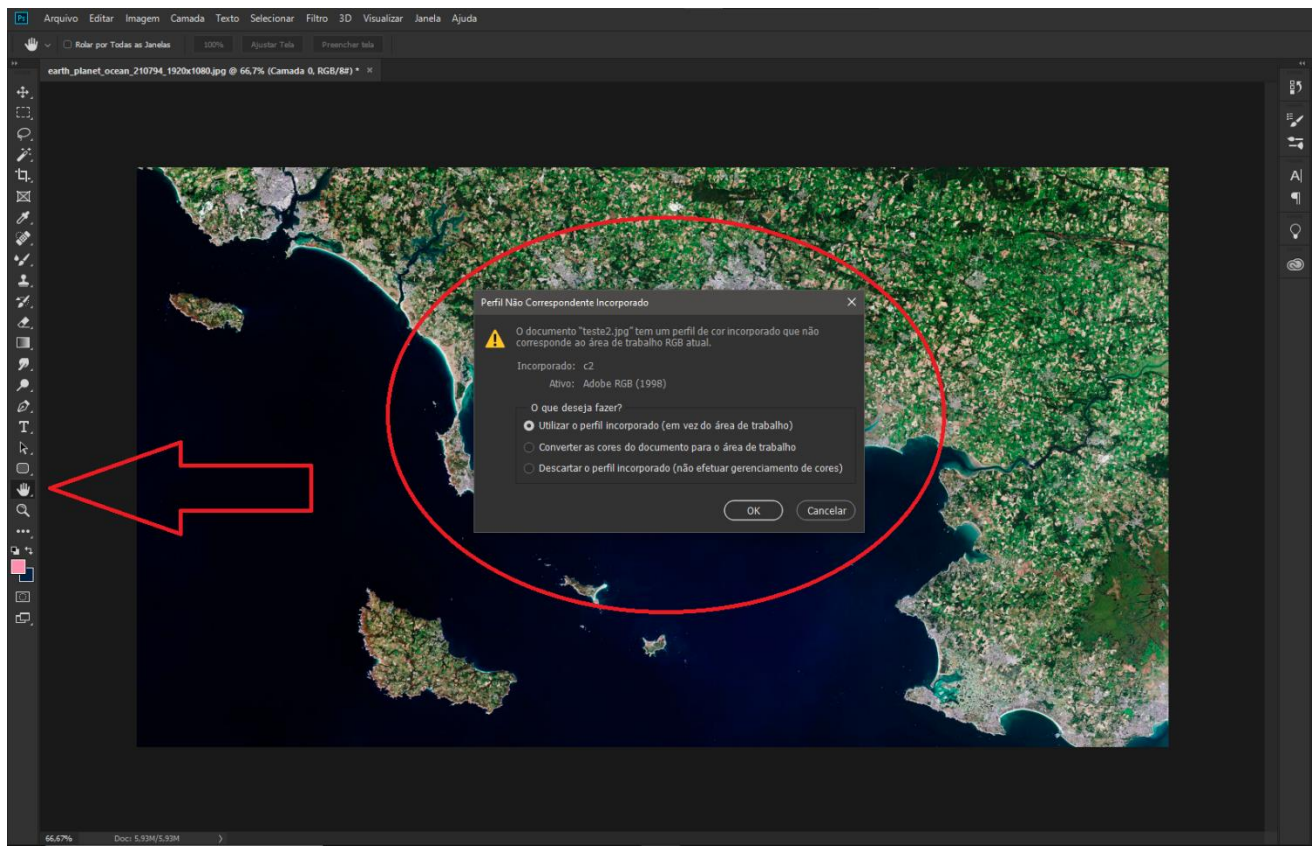 Ps Arquivo Editar Imagem Camada Texto Selecionar Filtro 3D Visualizar Janela Ajuda
Rolar por Todas as Janelas 100% Ajustar Tela Preencher tela
earth_planet_ocean_210794_1920x1080.jpg @ 66,7% (Camada 0, RGB/8#) * ×
Perfil Não Correspondente Incorporado
O documento "teste2.jpg" tem um perfil de cor incorporado que não
corresponde ao área de trabalho RGB atual.
Incorporado: c2
Ativo: Adobe RGB (1998)
O que deseja fazer?
Utilizar o perfil incorporado (em vez do área de trabalho)
Converter as cores do documento para o área de trabalho
Descartar o perfil incorporado (não efetuar gerenciamento de cores)
OK Cancelar
66,67% Doc: 5,93M/5,93M